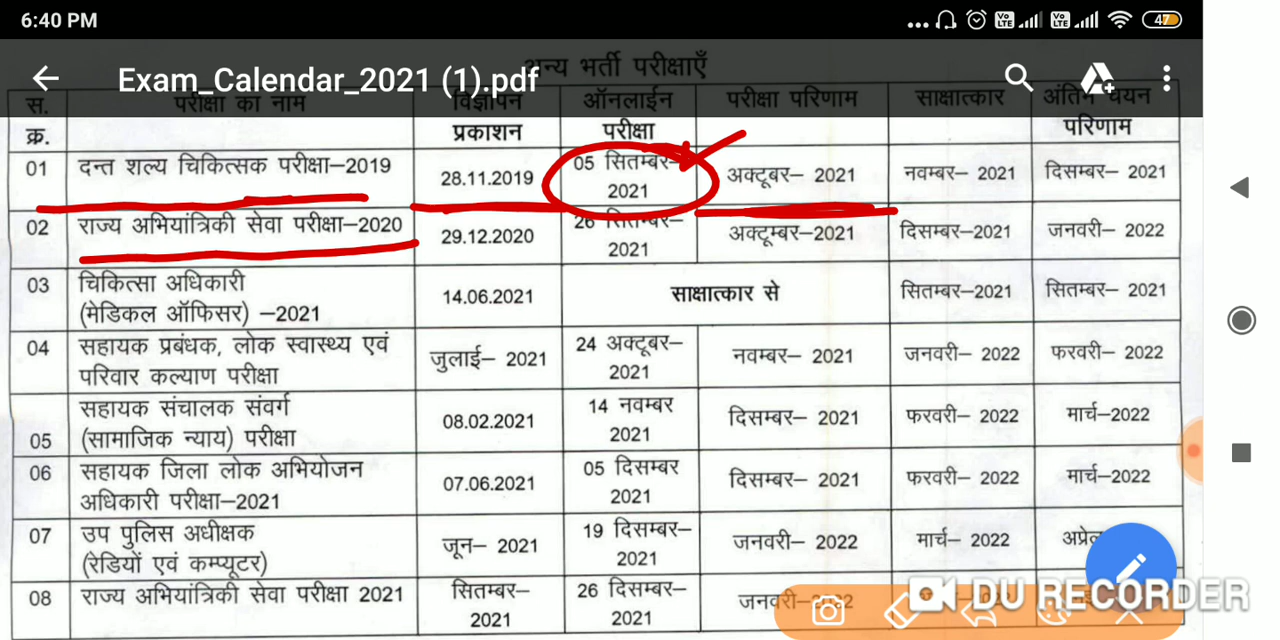 6:40 PM
47
अन्य भर्ती परीक्षाएँ
Exam_Calendar_2021 (1).pdf
स. क्र. परीक्षा का नाम विज्ञापन प्रकाशन ऑनलाईन परीक्षा परीक्षा परिणाम साक्षात्कार अंतिम चयन परिणाम
01 दन्त शल्य चिकित्सक परीक्षा–2019 28.11.2019 05 सितम्बर– 2021 अक्टूबर– 2021 नवम्बर– 2021 दिसम्बर– 2021
02 राज्य अभियांत्रिकी सेवा परीक्षा–2020 29.12.2020 26 सितम्बर– 2021 अक्टूम्बर–2021 दिसम्बर–2021 जनवरी– 2022
03 चिकित्सा अधिकारी (मेडिकल ऑफिसर) –2021 14.06.2021 साक्षात्कार से सितम्बर–2021 सितम्बर– 2021
04 सहायक प्रबंधक, लोक स्वास्थ्य एवं परिवार कल्याण परीक्षा जुलाई– 2021 24 अक्टूबर– 2021 नवम्बर– 2021 जनवरी– 2022 फरवरी– 2022
05 सहायक संचालक संवर्ग (सामाजिक न्याय) परीक्षा 08.02.2021 14 नवम्बर 2021 दिसम्बर– 2021 फरवरी– 2022 मार्च–2022
06 सहायक जिला लोक अभियोजन अधिकारी परीक्षा–2021 07.06.2021 05 दिसम्बर 2021 दिसम्बर– 2021 फरवरी– 2022 मार्च–2022
07 उप पुलिस अधीक्षक (रेडियों एवं कम्प्यूटर) जून– 2021 19 दिसम्बर– 2021 जनवरी– 2022 मार्च– 2022
08 राज्य अभियांत्रिकी सेवा परीक्षा 2021 सितम्बर– 2021 26 दिसम्बर– 2021 जनवरी–2022
DU RECORDER